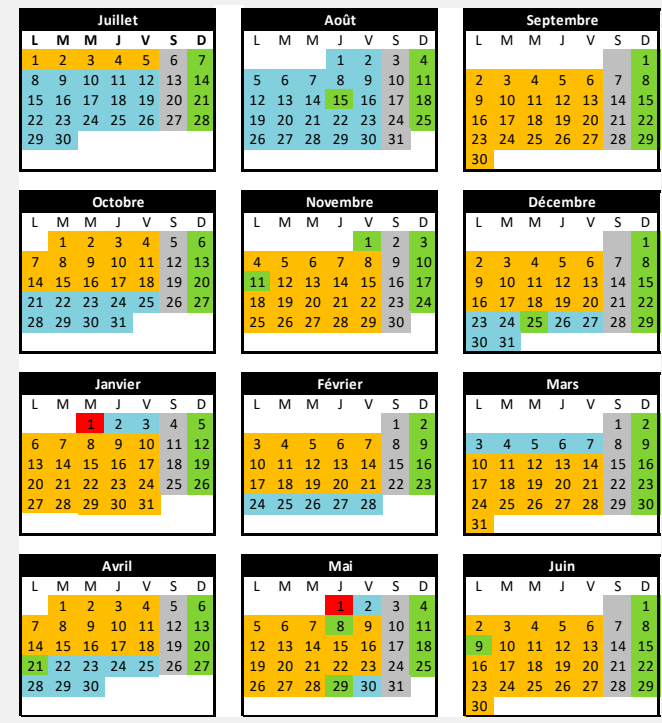 Juillet Août Septembre
L M M J V S D L M M J V S D L M M J V S D
1 2 3 4 5 6 7 1 2 3 4 1
8 9 10 11 12 13 14 5 6 7 8 9 10 11 2 3 4 5 6 7 8
15 16 17 18 19 20 21 12 13 14 15 16 17 18 9 10 11 12 13 14 15
22 23 24 25 26 27 28 19 20 21 22 23 24 25 16 17 18 19 20 21 22
29 30 26 27 28 29 30 31 23 24 25 26 27 28 29
30
Octobre Novembre Décembre
L M M J V S D L M M J V S D L M M J V S D
1 2 3 4 5 6 1 2 3 1
7 8 9 10 11 12 13 4 5 6 7 8 9 10 2 3 4 5 6 7 8
14 15 16 17 18 19 20 11 12 13 14 15 16 17 9 10 11 12 13 14 15
21 22 23 24 25 26 27 18 19 20 21 22 23 24 16 17 18 19 20 21 22
28 29 30 31 25 26 27 28 29 30 23 24 25 26 27 28 29
30 31
Janvier Février Mars
L M M J V S D L M M J V S D L M M J V S D
1 2 3 4 5 1 2 1 2
6 7 8 9 10 11 12 3 4 5 6 7 8 9 3 4 5 6 7 8 9
13 14 15 16 17 18 19 10 11 12 13 14 15 16 10 11 12 13 14 15 16
20 21 22 23 24 25 26 17 18 19 20 21 22 23 17 18 19 20 21 22 23
27 28 29 30 31 24 25 26 27 28 24 25 26 27 28 29 30
31
Avril Mai Juin
L M M J V S D L M M J V S D L M M J V S D
1 2 3 4 5 6 1 2 3 4 1
7 8 9 10 11 12 13 5 6 7 8 9 10 11 2 3 4 5 6 7 8
14 15 16 17 18 19 20 12 13 14 15 16 17 18 9 10 11 12 13 14 15
21 22 23 24 25 26 27 19 20 21 22 23 24 25 16 17 18 19 20 21 22
28 29 30 26 27 28 29 30 31 23 24 25 26 27 28 29
30